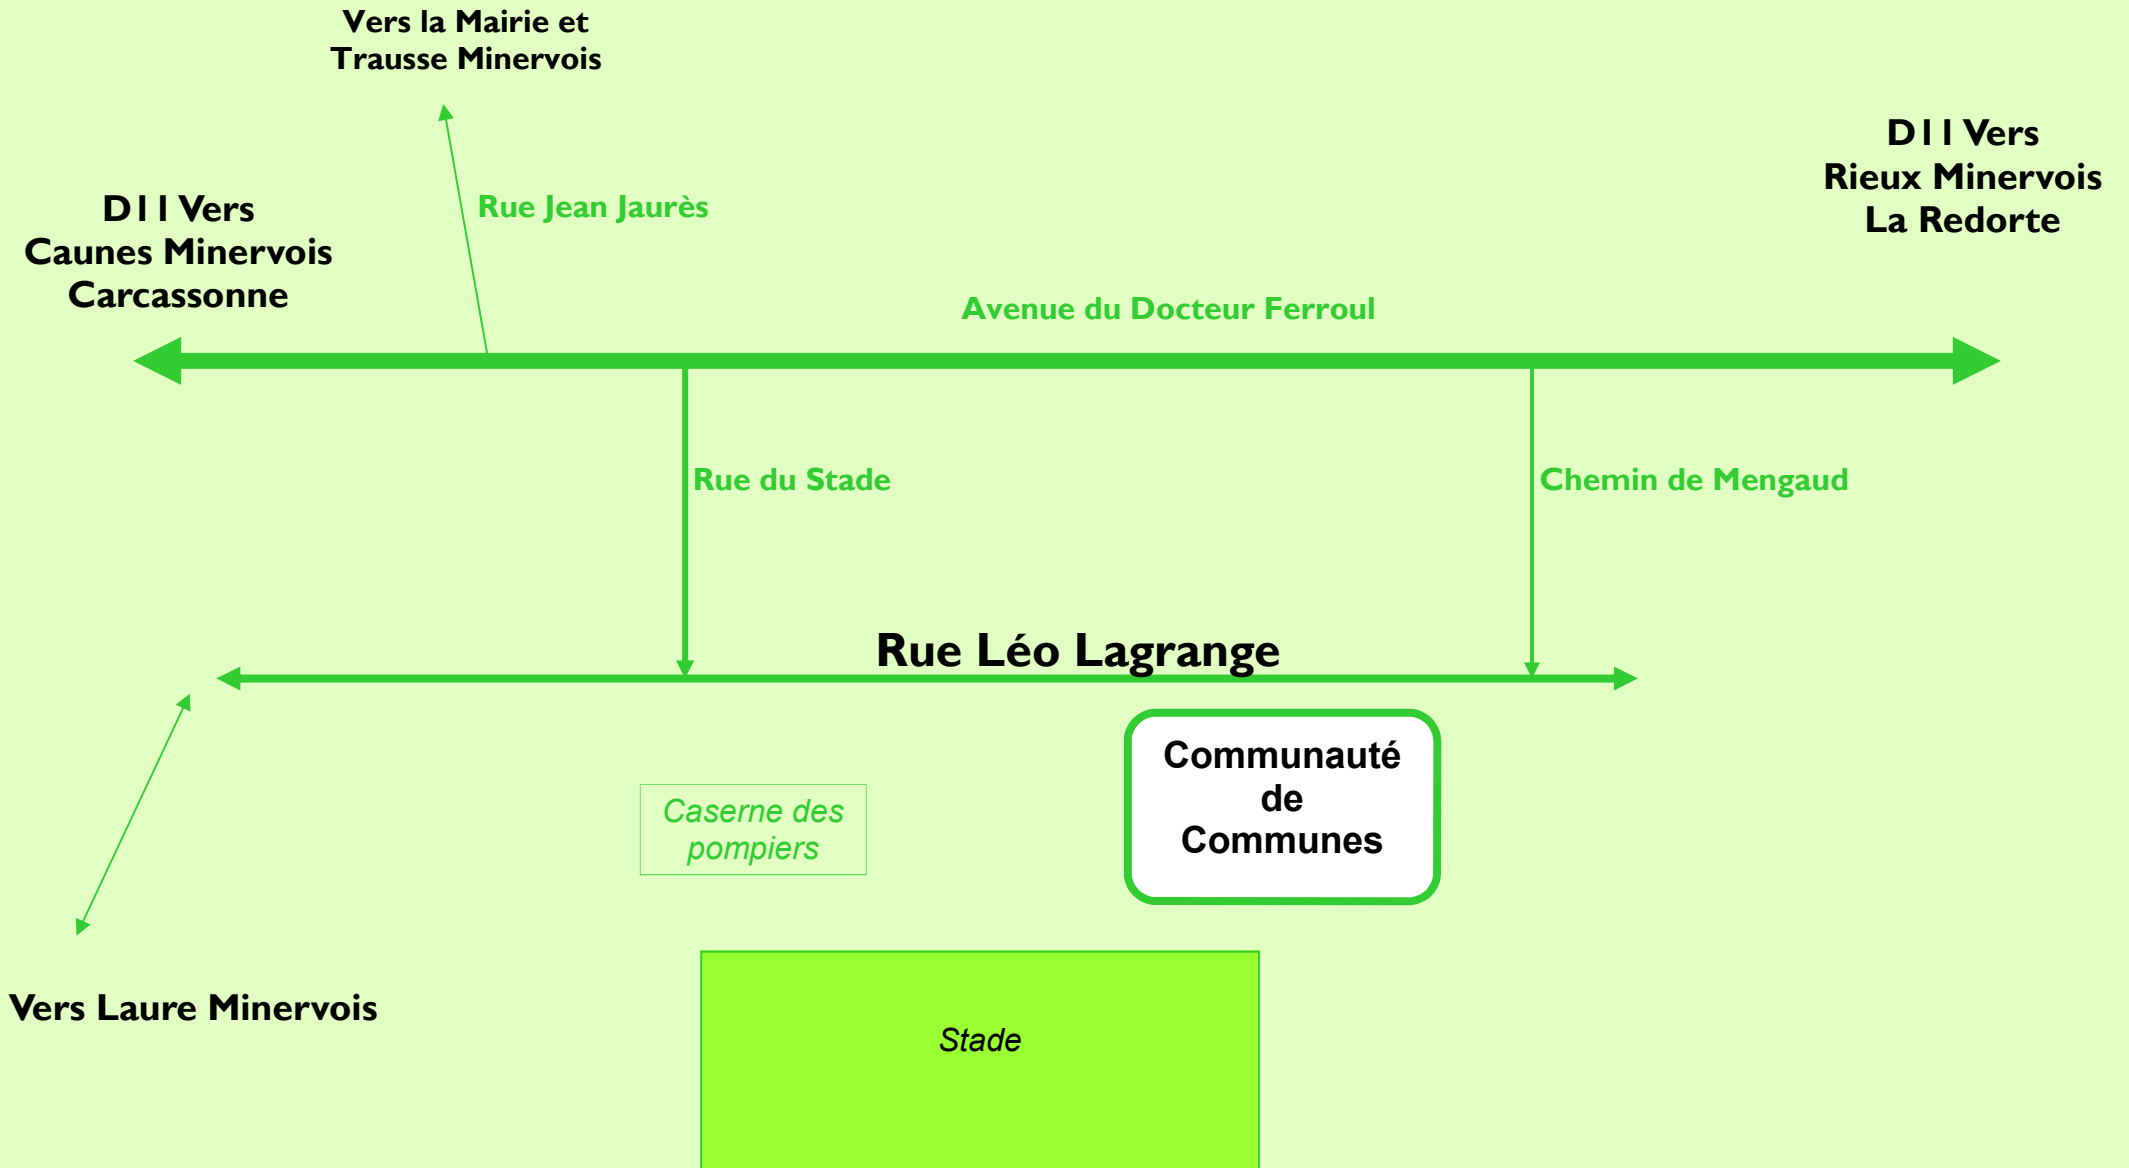 Vers la Mairie et
Trausse Minervois
D11 Vers
Rieux Minervois
La Redorte
D11 Vers
Caunes Minervois
Carcassonne
Rue Jean Jaurès
Avenue du Docteur Ferroul
Rue du Stade
Chemin de Mengaud
Rue Léo Lagrange
Communauté
de
Communes
Caserne des
pompiers
Vers Laure Minervois
Stade